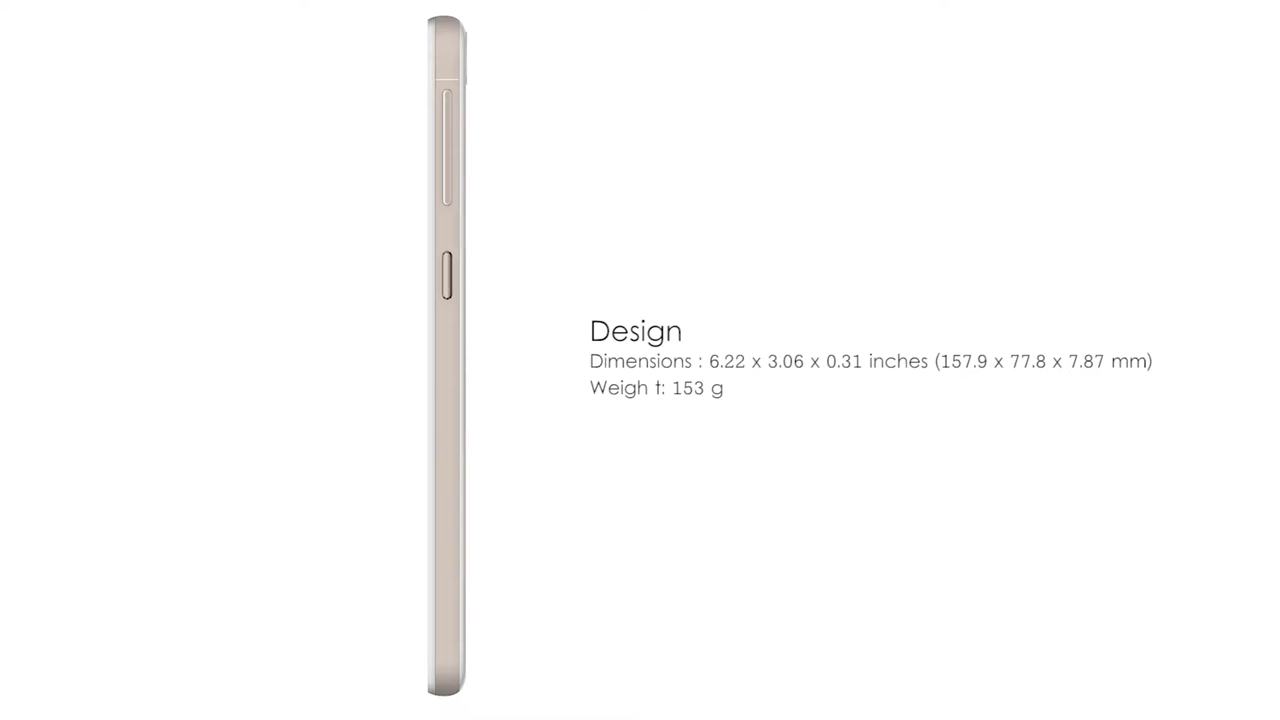 Design
Dimensions : 6.22 x 3.06 x 0.31 inches (157.9 x 77.8 x 7.87 mm)
Weigh t: 153 g